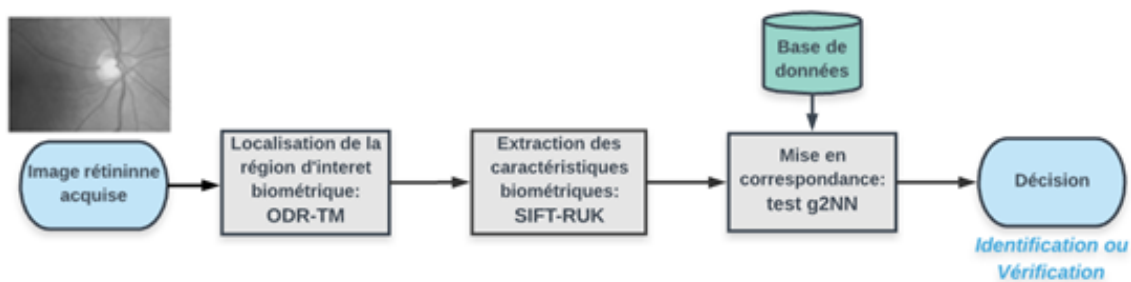 Base de
données
Image rétininne
acquise
Localisation de la
région d'interet
biométrique:
ODR-TM
Extraction des
caractéristiques
biométriques:
SIFT-RUK
Mise en
correspondance:
test g2NN
Décision
Identification ou
Vérification